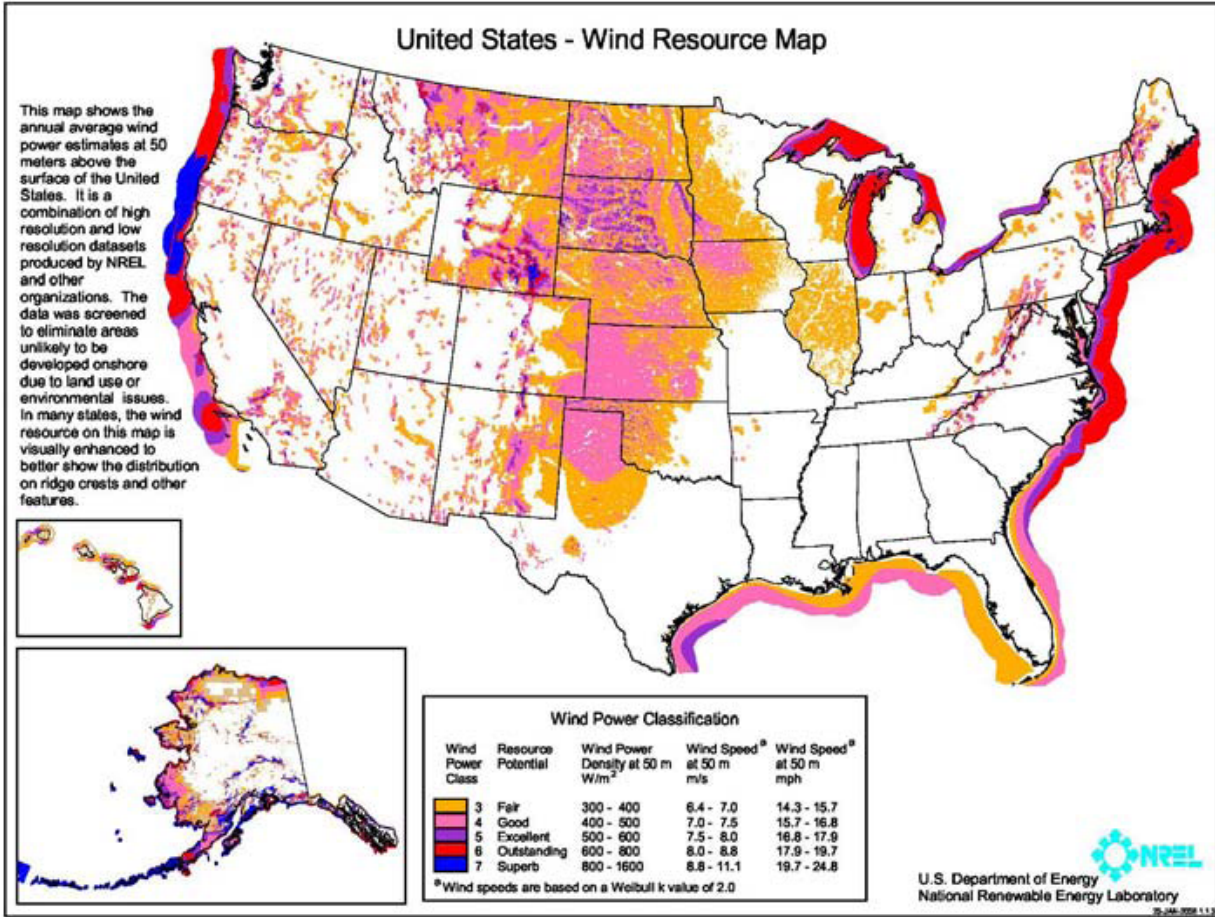 United States - Wind Resource Map
This map shows the
annual average wind
power estimates at 50
meters above the
surface of the United
States. It is a
combination of high
resolution and low
resolution datasets
produced by NREL
and other
organizations. The
data was screened
to eliminate areas
unlikely to be
developed onshore
due to land use or
environmental issues.
In many states, the wind
resource on this map is
visually enhanced to
better show the distribution
on ridge crests and other
features.
Wind Power Classification
Wind Resource Wind Power Wind Speed a Wind Speed a
Power Potential Density at 50 m at 50 m at 50 m
Class W/m² m/s mph
3 Fair 300 - 400 6.4 - 7.0 14.3 - 15.7
4 Good 400 - 500 7.0 - 7.5 15.7 - 16.8
5 Excellent 500 - 600 7.5 - 8.0 16.8 - 17.9
6 Outstanding 600 - 800 8.0 - 8.8 17.9 - 19.7
7 Superb 800 - 1600 8.8 - 11.1 19.7 - 24.8
a Wind speeds are based on a Weibull k value of 2.0
NREL
U.S. Department of Energy
National Renewable Energy Laboratory